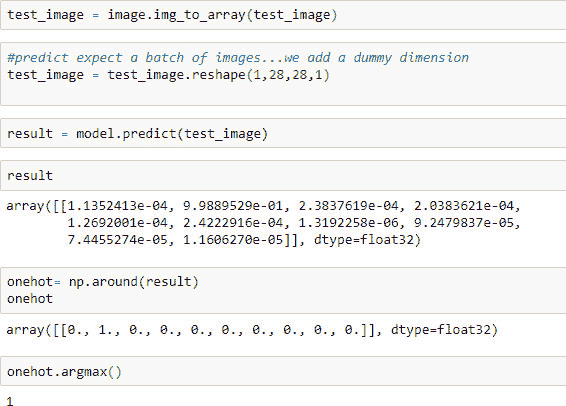 test_image = image.img_to_array(test_image)
#predict expect a batch of images...we add a dummy dimension
test_image = test_image.reshape(1,28,28,1)
result = model.predict(test_image)
result
array([[1.1352413e-04, 9.9889529e-01, 2.3837619e-04, 2.0383621e-04,
1.2692001e-04, 2.4222916e-04, 1.3192258e-06, 9.2479837e-05,
7.4455274e-05, 1.1606270e-05]], dtype=float32)
onehot= np.around(result)
onehot
array([[0., 1., 0., 0., 0., 0., 0., 0., 0., 0.]], dtype=float32)
onehot.argmax()
1